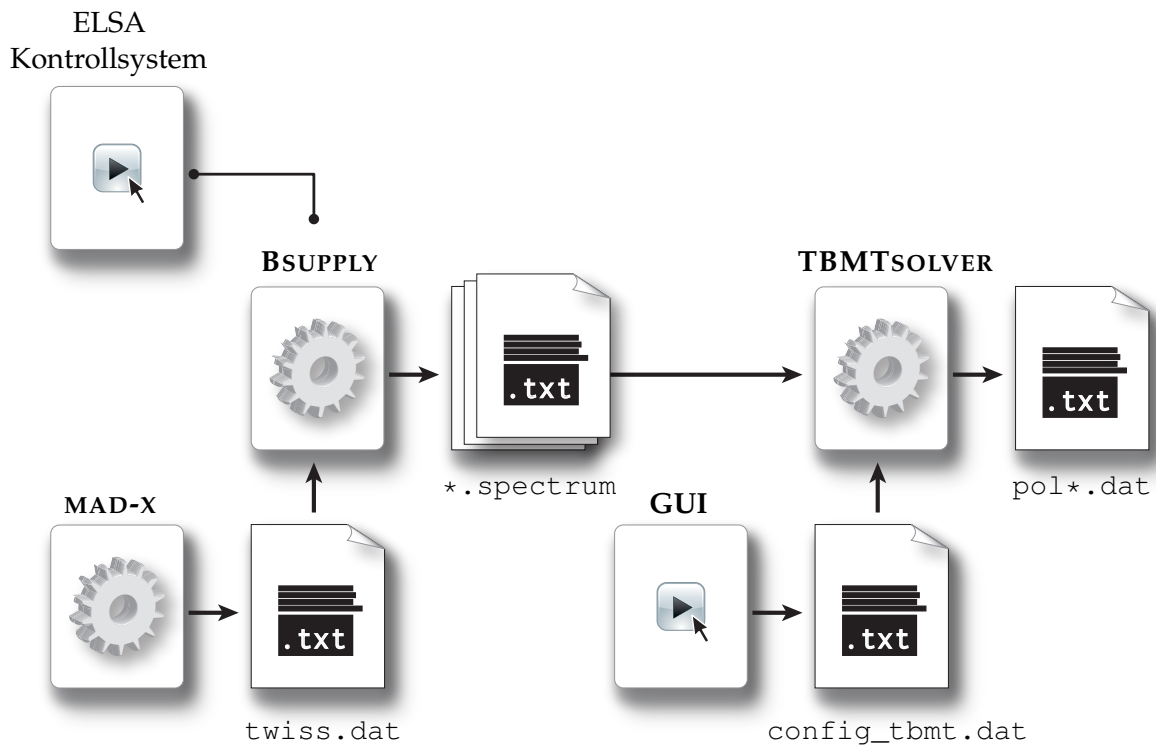 ELSA
Kontrollsystem
BSUPPLY
TBMTSOLVER
.txt
.txt
*.spectrum
pol*.dat
MAD-X
GUI
.txt
.txt
twiss.dat
config_tbmt.dat